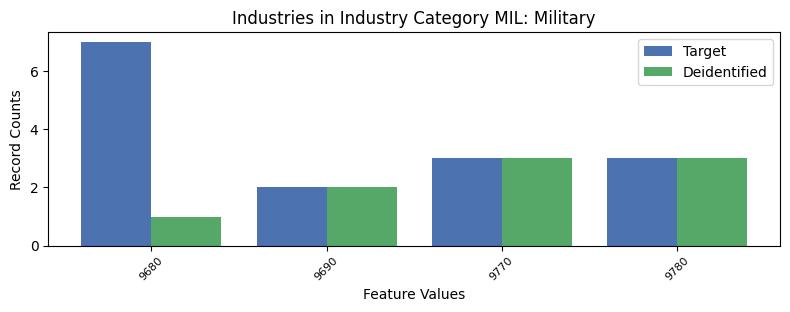 Industries in Industry Category MIL: Military
Target
Deidentified
Record Counts
6
4
2
0
9680
9690
9770
9780
Feature Values